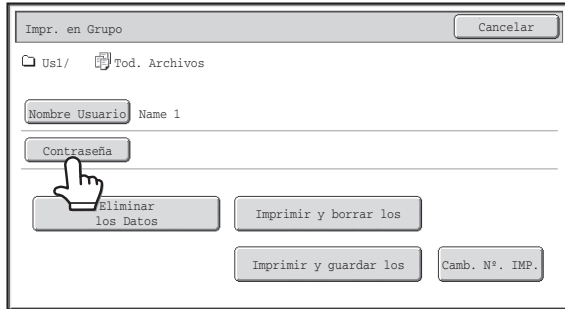 Impr. en Grupo
Cancelar
Us1/ Tod. Archivos
Nombre Usuario Name 1
Contraseña
Eliminar
los Datos
Imprimir y borrar los
Imprimir y guardar los
Camb. Nº. IMP.